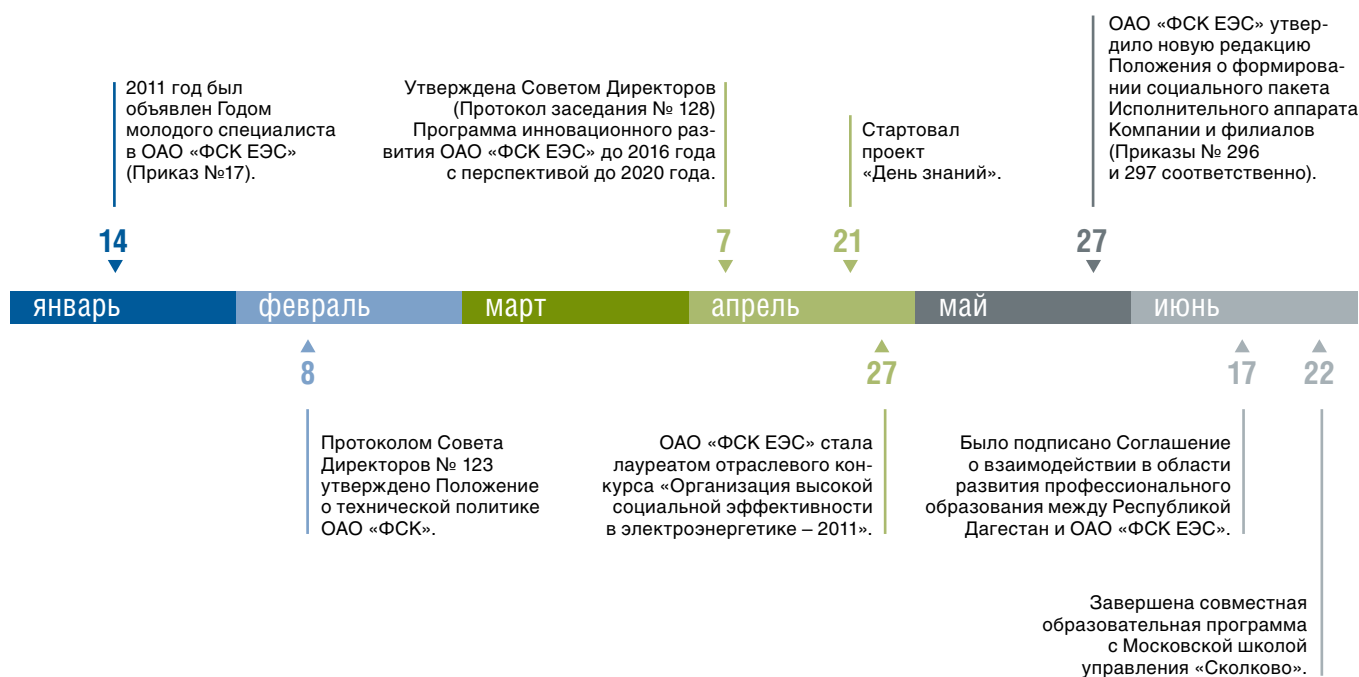 2011 год был
объявлен Годом
молодого специалиста
в ОАО «ФСК ЕЭС»
(Приказ №17).
Утверждена Советом Директоров
(Протокол заседания № 128)
Программа инновационного раз-
вития ОАО «ФСК ЕЭС» до 2016 года
с перспективой до 2020 года.
Стартовал
проект
«День знаний».
ОАО «ФСК ЕЭС» утвер-
дило новую редакцию
Положения о формирова-
нии социального пакета
Исполнительного аппарата
Компании и филиалов
(Приказы № 296
и 297 соответственно).
14
7
21
27
январь
февраль
март
апрель
май
июнь
8
27
17
22
Протоколом Совета
Директоров № 123
утверждено Положение
о технической политике
ОАО «ФСК».
ОАО «ФСК ЕЭС» стала
лауреатом отраслевого кон-
курса «Организация высокой
социальной эффективности
в электроэнергетике – 2011».
Было подписано Соглашение
о взаимодействии в области
развития профессионального
образования между Республикой
Дагестан и ОАО «ФСК ЕЭС».
Завершена совместная
образовательная программа
с Московской школой
управления «Сколково».